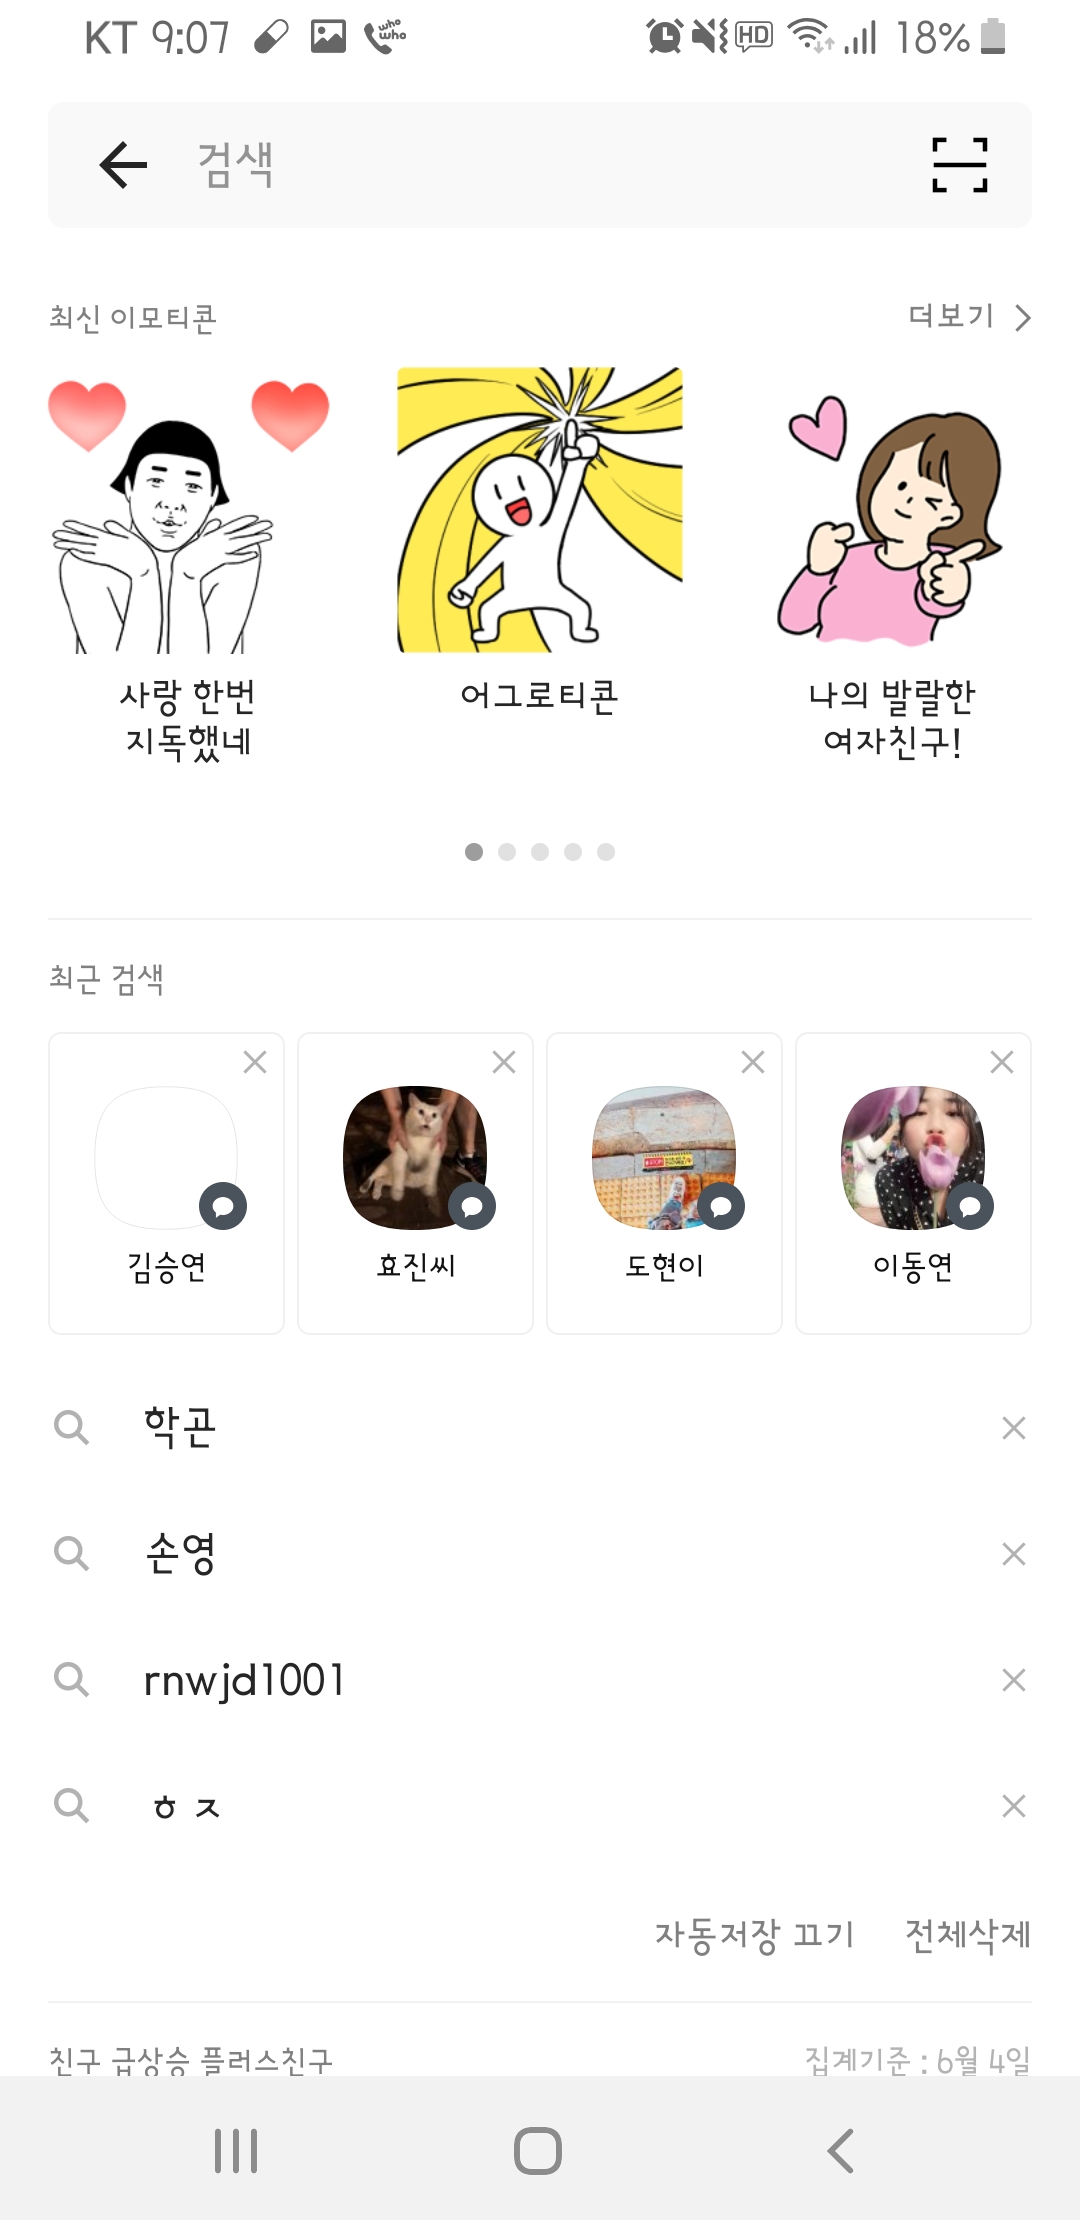 KT 9:07 who who HD 18%
검색
최신 이모티콘 더보기
사랑 한번
지독했네
어그로티콘
나의 발랄한
여자친구!
최근 검색
김승연 효진씨 도현이 이동연
학곤
손영
rnwjd1001
ㅎ ㅈ
자동저장 끄기 전체삭제
친구 급상승 플러스친구 집계기준 : 6월 4일